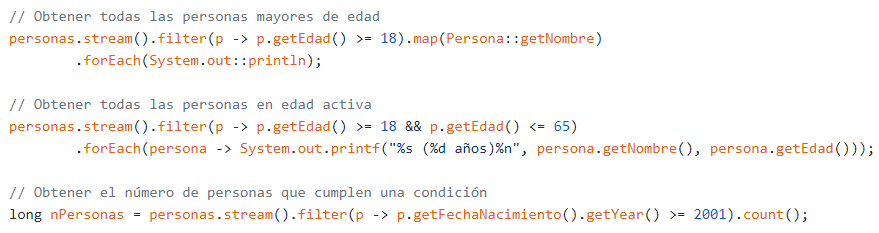 // Obtener todas las personas mayores de edad
personas.stream().filter(p -> p.getEdad() >= 18).map(Persona::getNombre)
        .forEach(System.out::println);

// Obtener todas las personas en edad activa
personas.stream().filter(p -> p.getEdad() >= 18 && p.getEdad() <= 65)
        .forEach(persona -> System.out.printf("%s (%d años)%n", persona.getNombre(), persona.getEdad()));

// Obtener el número de personas que cumplen una condición
long nPersonas = personas.stream().filter(p -> p.getFechaNacimiento().getYear() >= 2001).count();